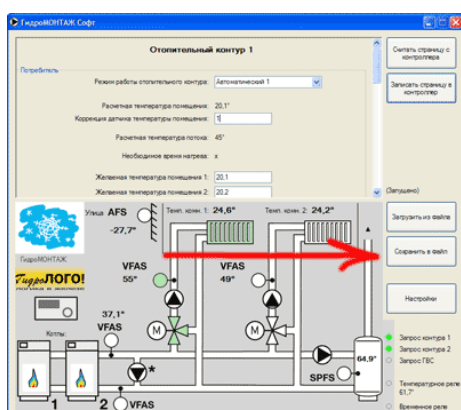 ГидроМОНТАЖ Софт
Отопительный контур 1
Потребитель
Режим работы отопительного контура: Автоматический 1
Расчетная температура помещения: 20,1°
Коррекция датчика температуры помещения: 1
Расчетная температура потока: 45°
Необходимое время нагрева: x
Желаемая температура помещения 1: 20,1
Желаемая температура помещения 2: 20,2
Считать страницу с
контроллера
Записать страницу в
контроллер
(Запущено)
Загрузить из файла
Сохранить в файл
Настройки
Запрос контура 1
Запрос контура 2
Запрос ГВС
Температурное реле
61,7°
Временное реле
Улица AFS
-27,7°
Темп. комн. 1: 24,6°
Темп. комн. 2: 24,2°
ГидроМОНТАЖ
ГидроЛОГО!
VFAS
55°
VFAS
49°
37,1°
VFAS
Котлы:
M
M
*
SPFS
64,9°
1
2
VFAS